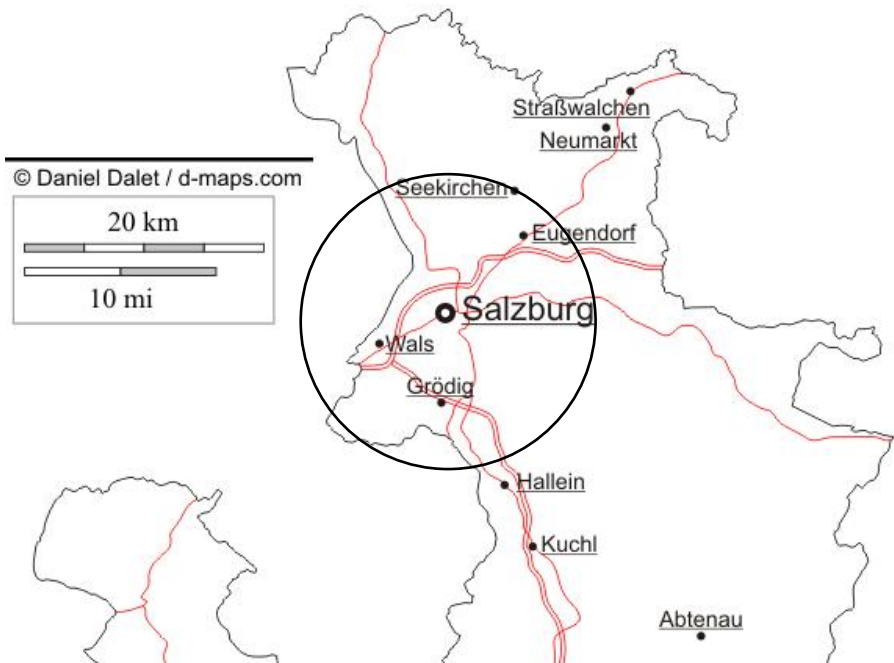 Straßwalchen
Neumarkt
© Daniel Dalet / d-maps.com
Seekirchen
20 km
Eugendorf
10 mi
Salzburg
Wals
Grödig
Hallein
Kuchl
Abtenau